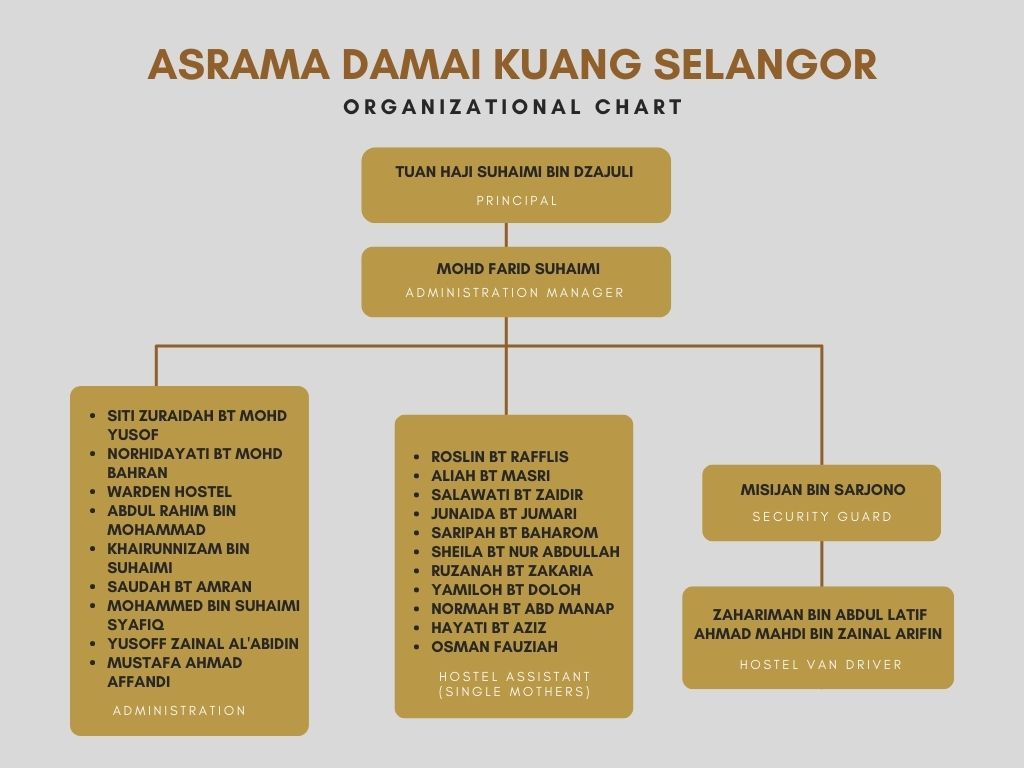 ASRAMA DAMAI KUANG SELANGOR
ORGANIZATIONAL CHART
TUAN HAJI SUHAIMI BIN DZAJULI
PRINCIPAL
MOHD FARID SUHAIMI
ADMINISTRATION MANAGER
• SITI ZURAIDAH BT MOHD
YUSOF
• NORHIDAYATI BT MOHD
BAHRAN
• WARDEN HOSTEL
• ABDUL RAHIM BIN
MOHAMMAD
• KHAIRUNNIZAM BIN
SUHAIMI
• SAUDAH BT AMRAN
• MOHAMMED BIN SUHAIMI
SYAFIQ
• YUSOFF ZAINAL AL'ABIDIN
• MUSTAFA AHMAD
AFFANDI
ADMINISTRATION
• ROSLIN BT RAFFLIS
• ALIAH BT MASRI
• SALAWATI BT ZAIDIR
• JUNAIDA BT JUMARI
• SARIPAH BT BAHAROM
• SHEILA BT NUR ABDULLAH
• RUZANAH BT ZAKARIA
• YAMILOH BT DOLOH
• NORMAH BT ABD MANAP
• HAYATI BT AZIZ
• OSMAN FAUZIAH
HOSTEL ASSISTANT
(SINGLE MOTHERS)
MISIJAN BIN SARJONO
SECURITY GUARD
ZAHARIMAN BIN ABDUL LATIF
AHMAD MAHDI BIN ZAINAL ARIFIN
HOSTEL VAN DRIVER